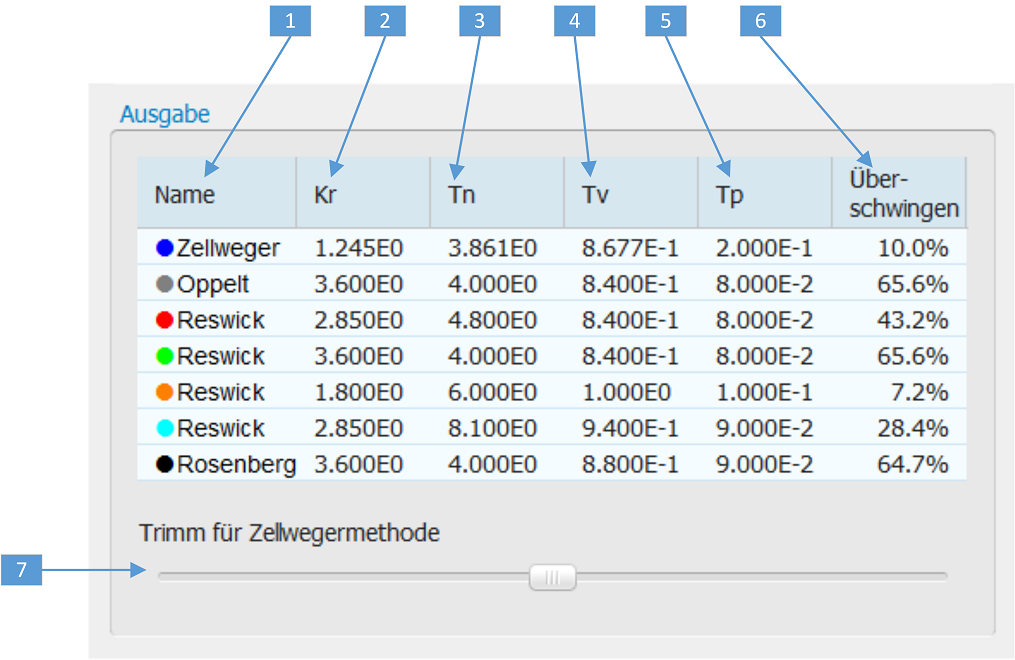 1 2 3 4 5 6
Ausgabe
Name Kr Tn Tv Tp Über-
schwingen
Zellweger 1.245E0 3.861E0 8.677E-1 2.000E-1 10.0%
Oppelt 3.600E0 4.000E0 8.400E-1 8.000E-2 65.6%
Reswick 2.850E0 4.800E0 8.400E-1 8.000E-2 43.2%
Reswick 3.600E0 4.000E0 8.400E-1 8.000E-2 65.6%
Reswick 1.800E0 6.000E0 1.000E0 1.000E-1 7.2%
Reswick 2.850E0 8.100E0 9.400E-1 9.000E-2 28.4%
Rosenberg 3.600E0 4.000E0 8.800E-1 9.000E-2 64.7%
Trimm für Zellwegermethode
7